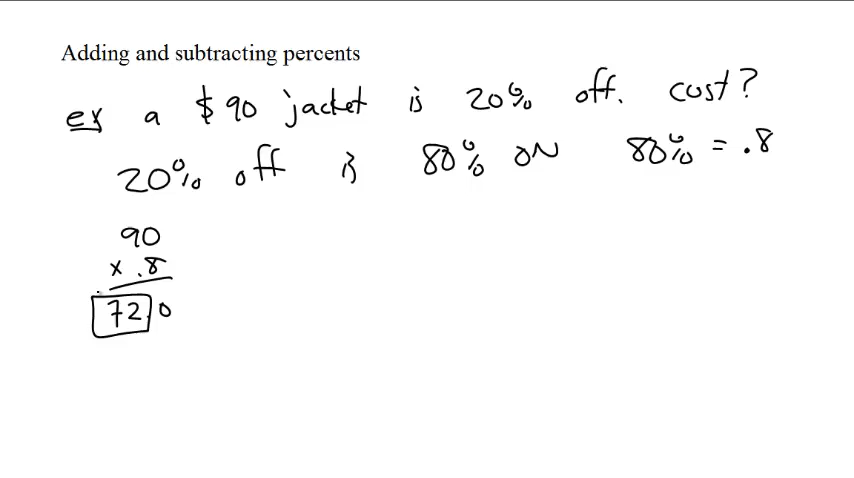 Adding and subtracting percents
ex a $90 jacket is 20% off. cost?
20% off is 80% on 80% = .8
90
x .8
72.0